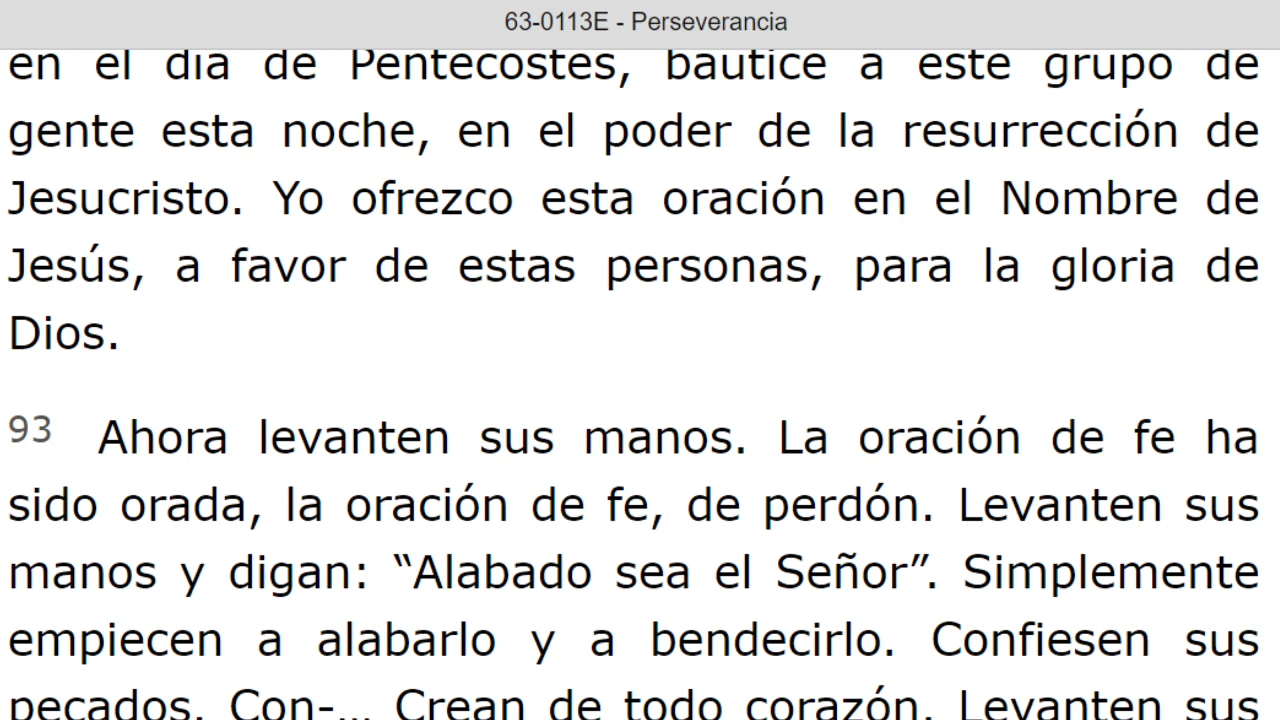 63-0113E - Perseverancia
en el día de Pentecostés, bautice a este grupo de
gente esta noche, en el poder de la resurrección de
Jesucristo. Yo ofrezco esta oración en el Nombre de
Jesús, a favor de estas personas, para la gloria de
Dios.
93 Ahora levanten sus manos. La oración de fe ha
sido orada, la oración de fe, de perdón. Levanten sus
manos y digan: “Alabado sea el Señor”. Simplemente
empiecen a alabarlo y a bendecirlo. Confiesen sus
pecados. Con-… Crean de todo corazón. Levanten sus